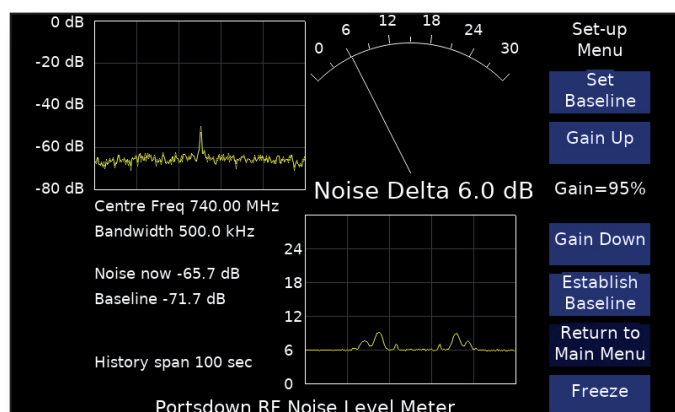 0 dB
-20 dB
-40 dB
-60 dB
-80 dB
0 6 12 18 24 30
Noise Delta 6.0 dB
Centre Freq 740.00 MHz
Bandwidth 500.0 kHz
Noise now -65.7 dB
Baseline -71.7 dB
History span 100 sec
24
18
12
6
0
Portsdown RF Noise Level Meter
Set-up
Menu
Set
Baseline
Gain Up
Gain=95%
Gain Down
Establish
Baseline
Return to
Main Menu
Freeze